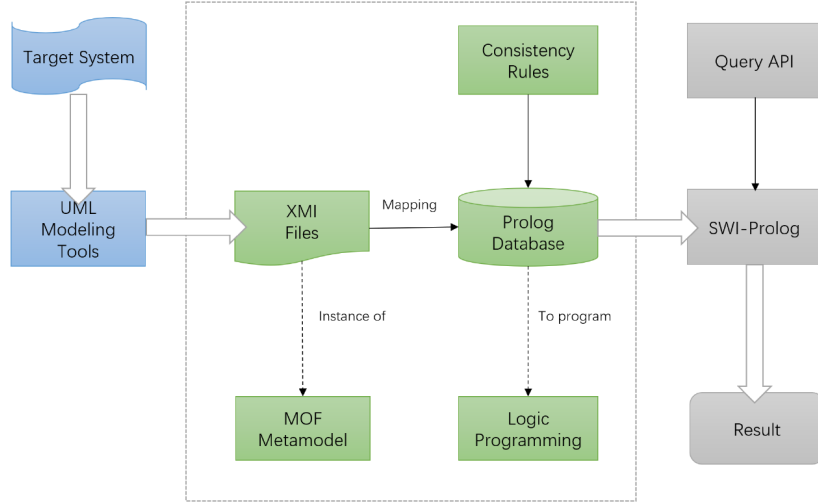 Target System
Consistency
Rules
Query API
UML
Modeling
Tools
XMI
Files
Mapping
Prolog
Database
SWI-Prolog
Instance of
To program
MOF
Metamodel
Logic
Programming
Result